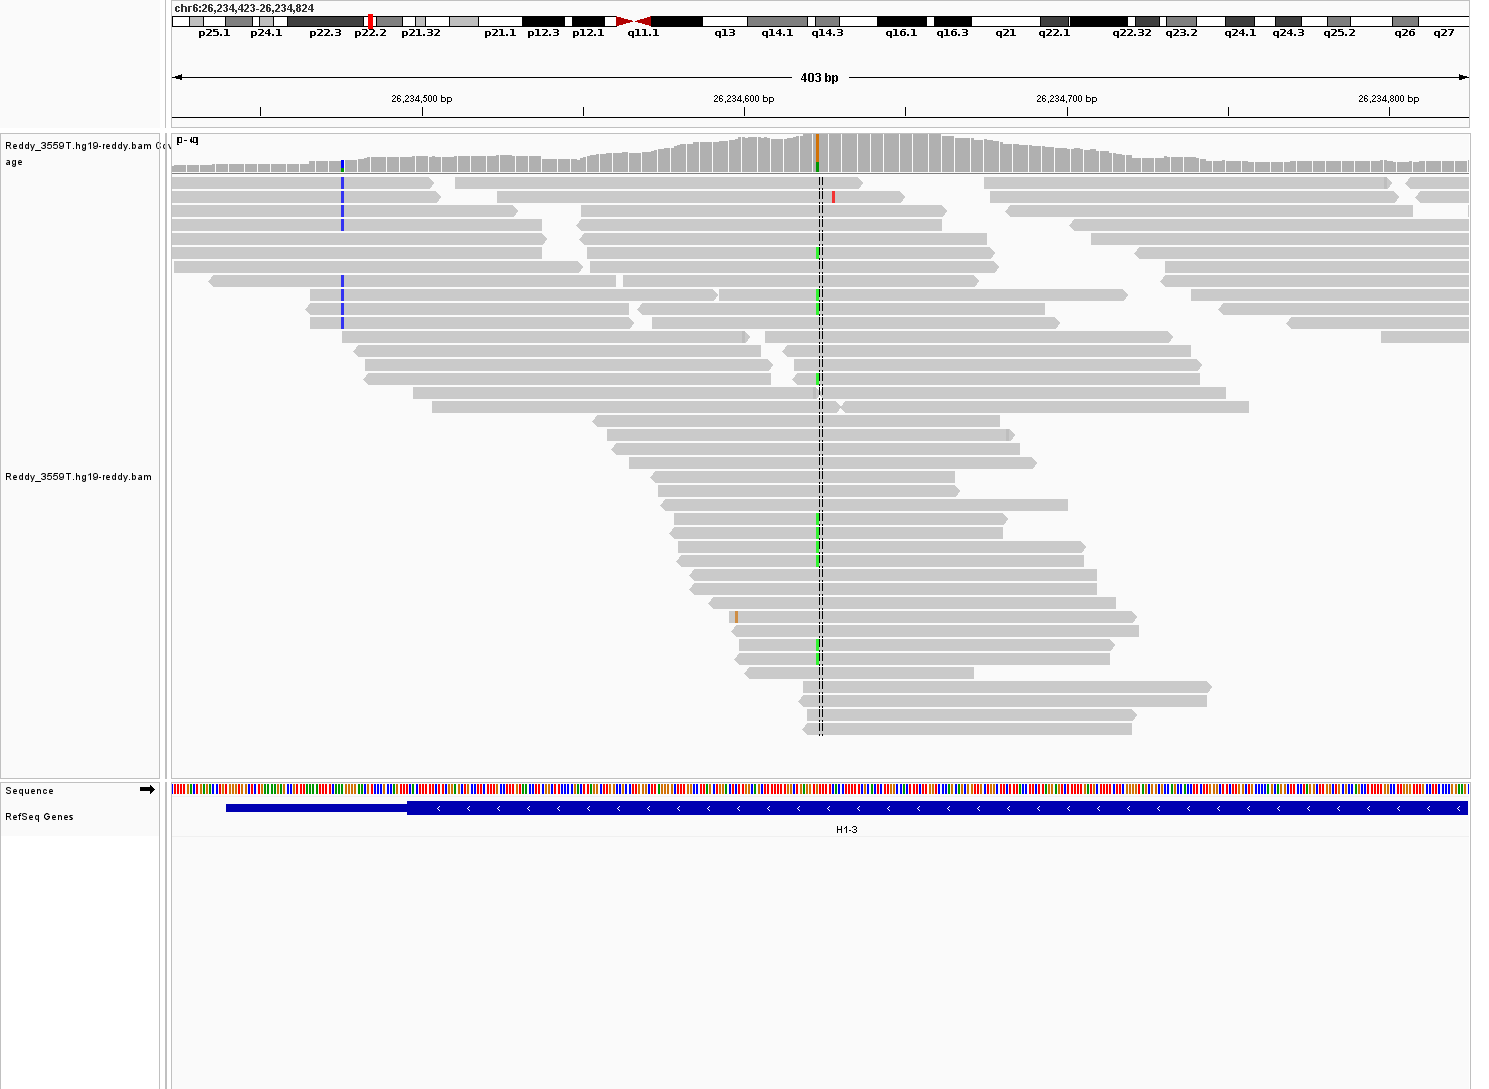 chr6:26,234,423-26,234,824
p25.1 p24.1 p22.3 p22.2 p21.32 p21.1 p12.3 p12.1 q11.1 q13 q14.1 q14.3 q16.1 q16.3 q21 q22.1 q22.32 q23.2 q24.1 q24.3 q25.2 q26 q27
403 bp
26,234,500 bp 26,234,600 bp 26,234,700 bp 26,234,800 bp
Reddy_3559T.hg19-reddy.bam Cov
age
Reddy_3559T.hg19-reddy.bam
Sequence
RefSeq Genes
H1-3